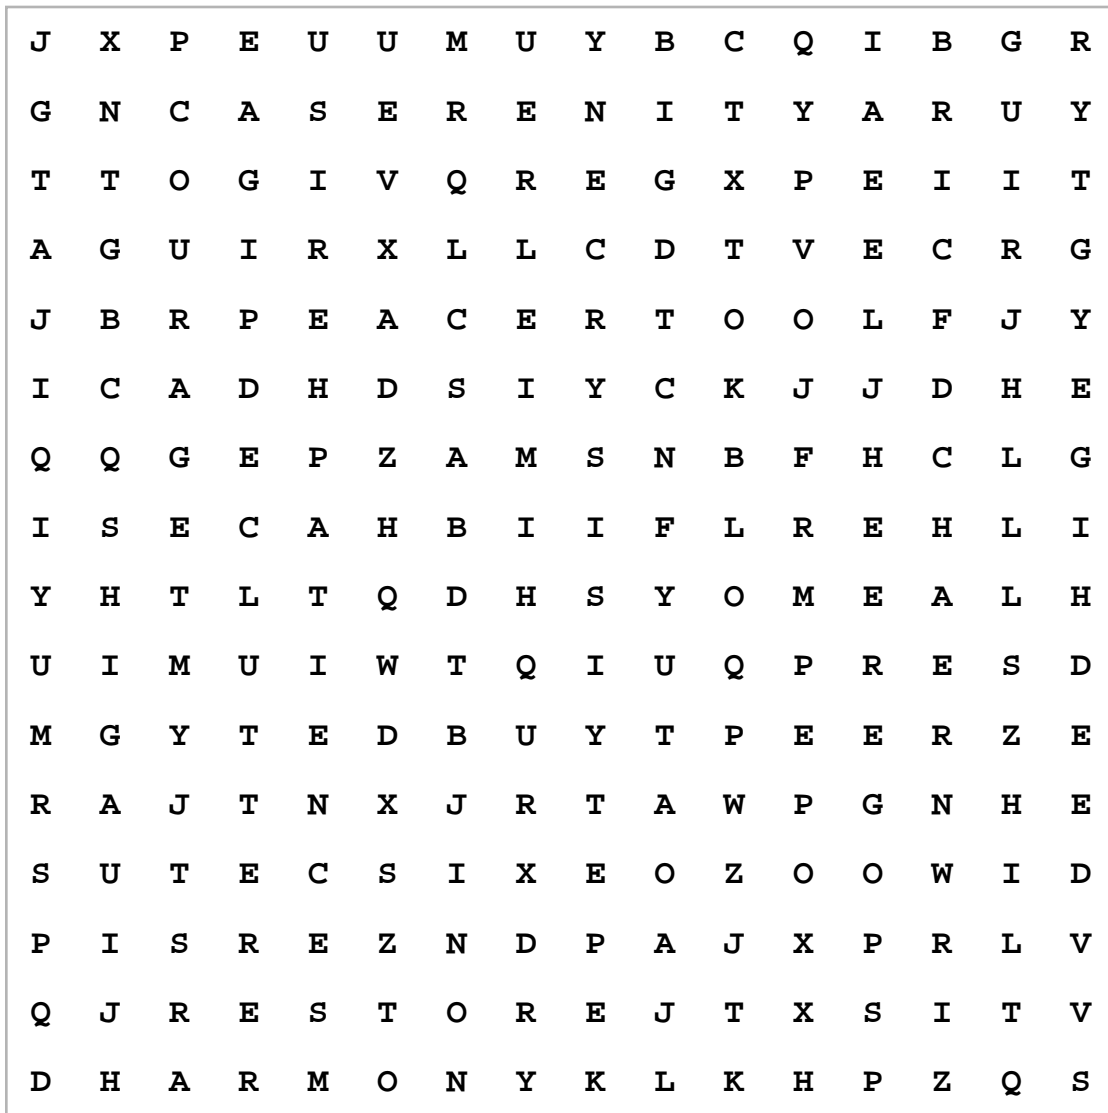 J X P E U U M U Y B C Q I B G R
G N C A S E R E N I T Y A R U Y
T T O G I V Q R E G X P E I I T
A G U I R X L L C D T V E C R G
J B R P E A C E R T O O L F J Y
I C A D H D S I Y C K J J D H E
Q Q G E P Z A M S N B F H C L G
I S E C A H B I I F L R E H L I
Y H T L T Q D H S Y O M E A L H
U I M U I W T Q I U Q P R E S D
M G Y T E D B U Y T P E E R Z E
R A J T N X J R T A W P G N H E
S U T E C S I X E O Z O O W I D
P I S R E Z N D P A J X P R L V
Q J R E S T O R E J T X S I T V
D H A R M O N Y K L K H P Z Q S